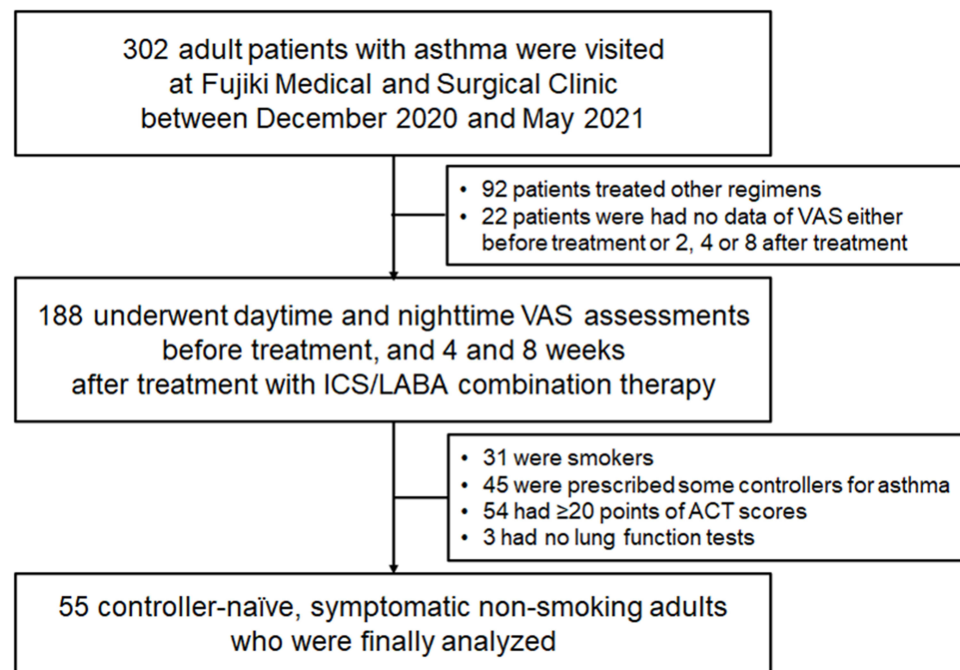 302 adult patients with asthma were visited
at Fujiki Medical and Surgical Clinic
between December 2020 and May 2021
• 92 patients treated other regimens
• 22 patients were had no data of VAS either
before treatment or 2, 4 or 8 after treatment
188 underwent daytime and nighttime VAS assessments
before treatment, and 4 and 8 weeks
after treatment with ICS/LABA combination therapy
• 31 were smokers
• 45 were prescribed some controllers for asthma
• 54 had ≥20 points of ACT scores
• 3 had no lung function tests
55 controller-naïve, symptomatic non-smoking adults
who were finally analyzed